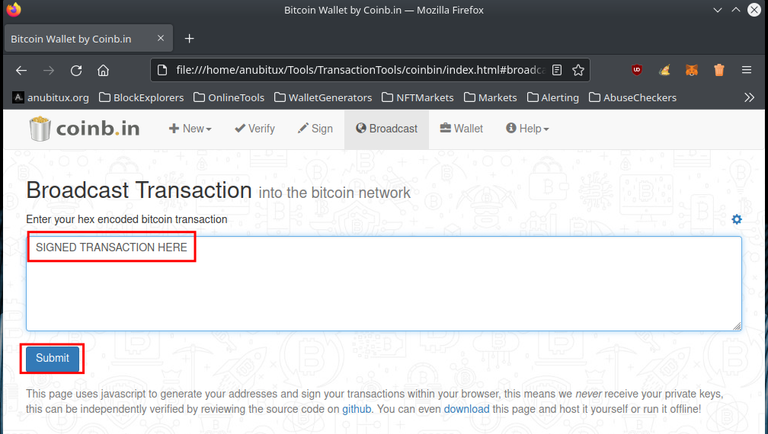 Bitcoin Wallet by Coinb.in — Mozilla Firefox
Bitcoin Wallet by Coinb.in
file:///home/anubitux/Tools/TransactionTools/coinbin/index.html#broadc
anubitux.org BlockExplorers OnlineTools WalletGenerators NFTMarkets Markets Alerting AbuseCheckers
coinb.in New Verify Sign Broadcast Wallet Help
Broadcast Transaction into the bitcoin network
Enter your hex encoded bitcoin transaction
SIGNED TRANSACTION HERE
Submit
This page uses javascript to generate your addresses and sign your transactions within your browser, this means we never receive your private keys,
this can be independently verified by reviewing the source code on github. You can even download this page and host it yourself or run it offline!